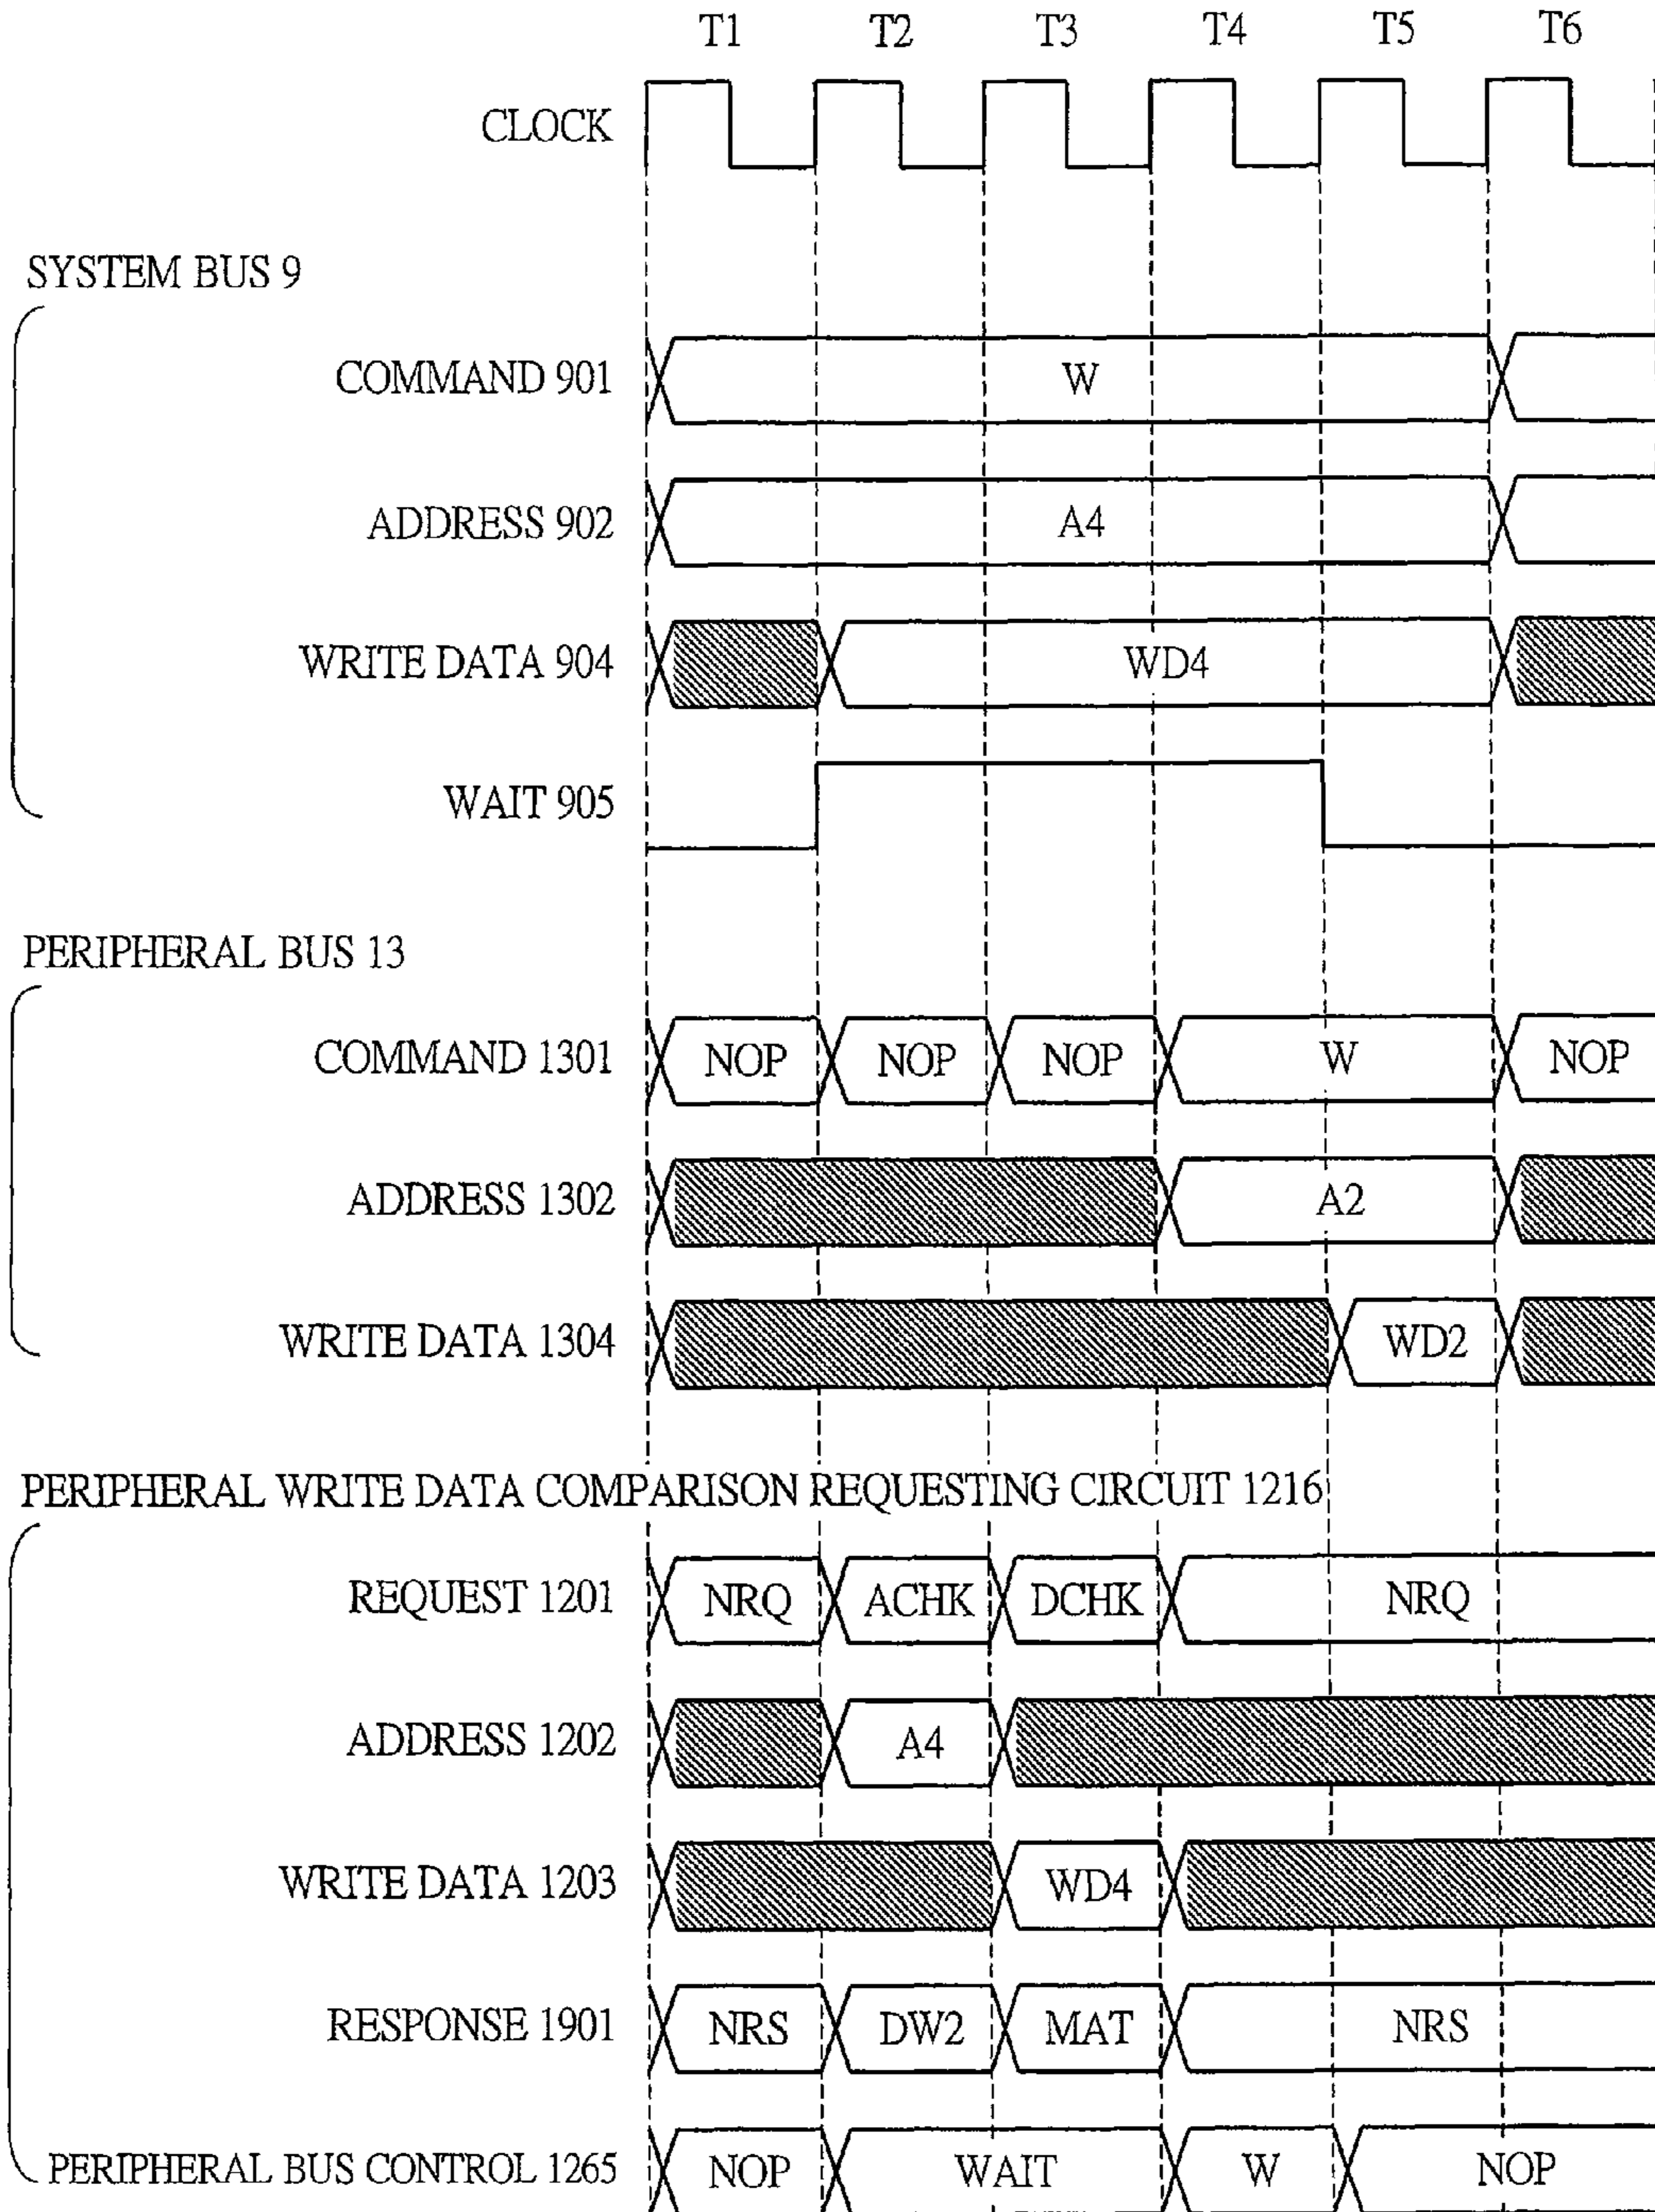 T1 T2 T3 T4 T5 T6
CLOCK
SYSTEM BUS 9
COMMAND 901 W
ADDRESS 902 A4
WRITE DATA 904 WD4
WAIT 905
PERIPHERAL BUS 13
COMMAND 1301 NOP NOP NOP W NOP
ADDRESS 1302 A2
WRITE DATA 1304 WD2
PERIPHERAL WRITE DATA COMPARISON REQUESTING CIRCUIT 1216
REQUEST 1201 NRQ ACHK DCHK NRQ
ADDRESS 1202 A4
WRITE DATA 1203 WD4
RESPONSE 1901 NRS DW2 MAT NRS
PERIPHERAL BUS CONTROL 1265 NOP WAIT W NOP